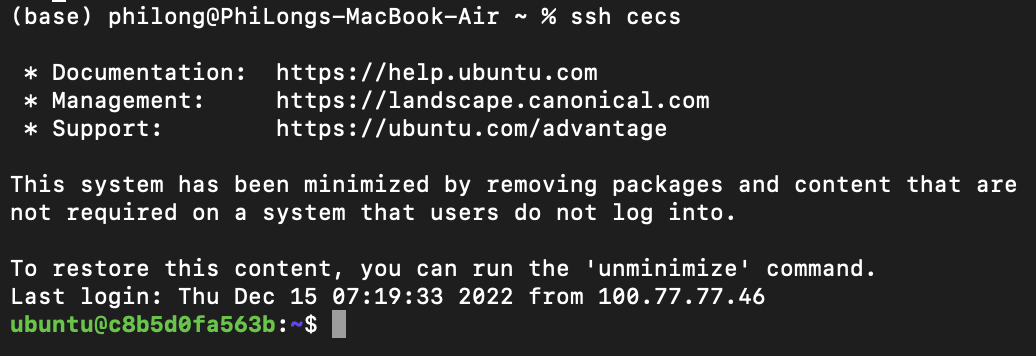 (base) philong@PhiLongs-MacBook-Air ~ % ssh cecs
* Documentation:  https://help.ubuntu.com
* Management:     https://landscape.canonical.com
* Support:        https://ubuntu.com/advantage
This system has been minimized by removing packages and content that are
not required on a system that users do not log into.
To restore this content, you can run the 'unminimize' command.
Last login: Thu Dec 15 07:19:33 2022 from 100.77.77.46
ubuntu@c8b5d0fa563b:~$